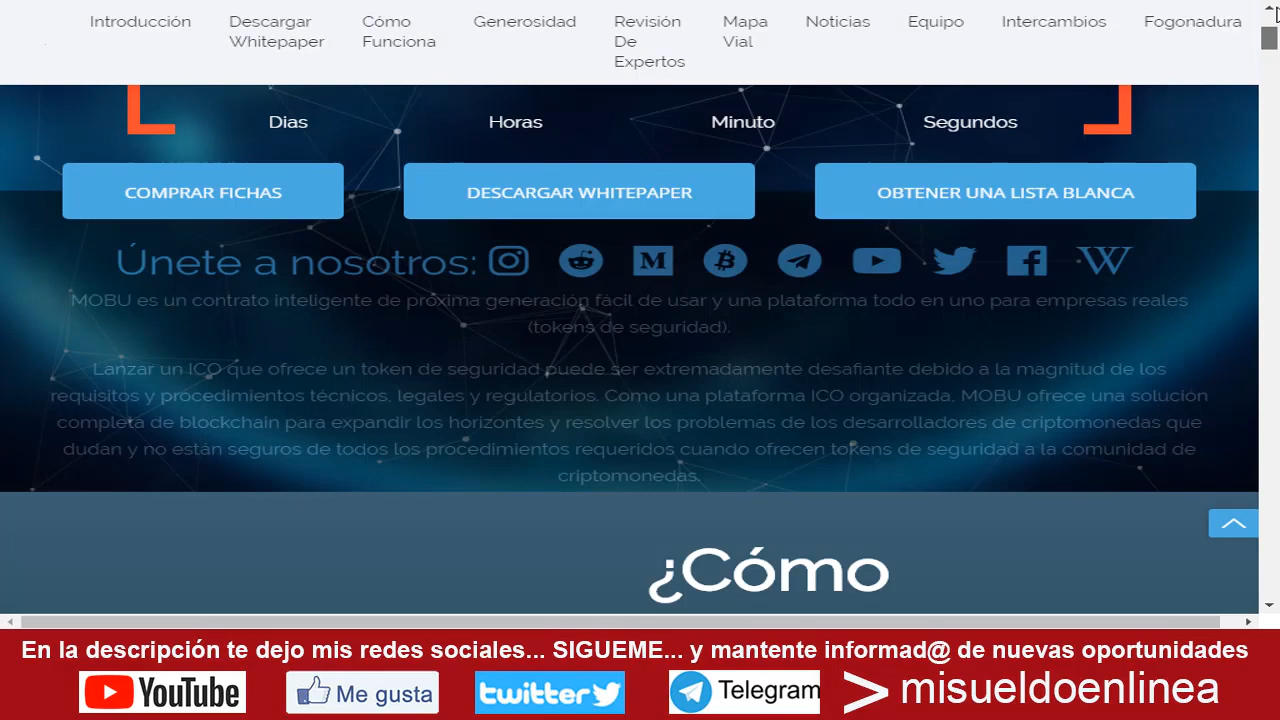 Introducción
Descargar
Whitepaper
Cómo
Funciona
Generosidad
Revisión
De
Expertos
Mapa
Vial
Noticias
Equipo
Intercambios
Fogonadura
Dias Horas Minuto Segundos
COMPRAR FICHAS DESCARGAR WHITEPAPER OBTENER UNA LISTA BLANCA
Únete a nosotros:
MOBU es un contrato inteligente de próxima generación fácil de usar y una plataforma todo en uno para empresas reales
(tokens de seguridad).
Lanzar un ICO que ofrece un token de seguridad puede ser extremadamente desafiante debido a la magnitud de los
requisitos y procedimientos técnicos, legales y regulatorios. Como una plataforma ICO organizada, MOBU ofrece una solución
completa de blockchain para expandir los horizontes y resolver los problemas de los desarrolladores de criptomonedas que
dudan y no están seguros de todos los procedimientos requeridos cuando ofrecen tokens de seguridad a la comunidad de
criptomonedas.
¿Cómo
En la descripción te dejo mis redes sociales... SIGUEME... y mantente informad@ de nuevas oportunidades
YouTube Me gusta twitter Telegram > misueldoenlinea